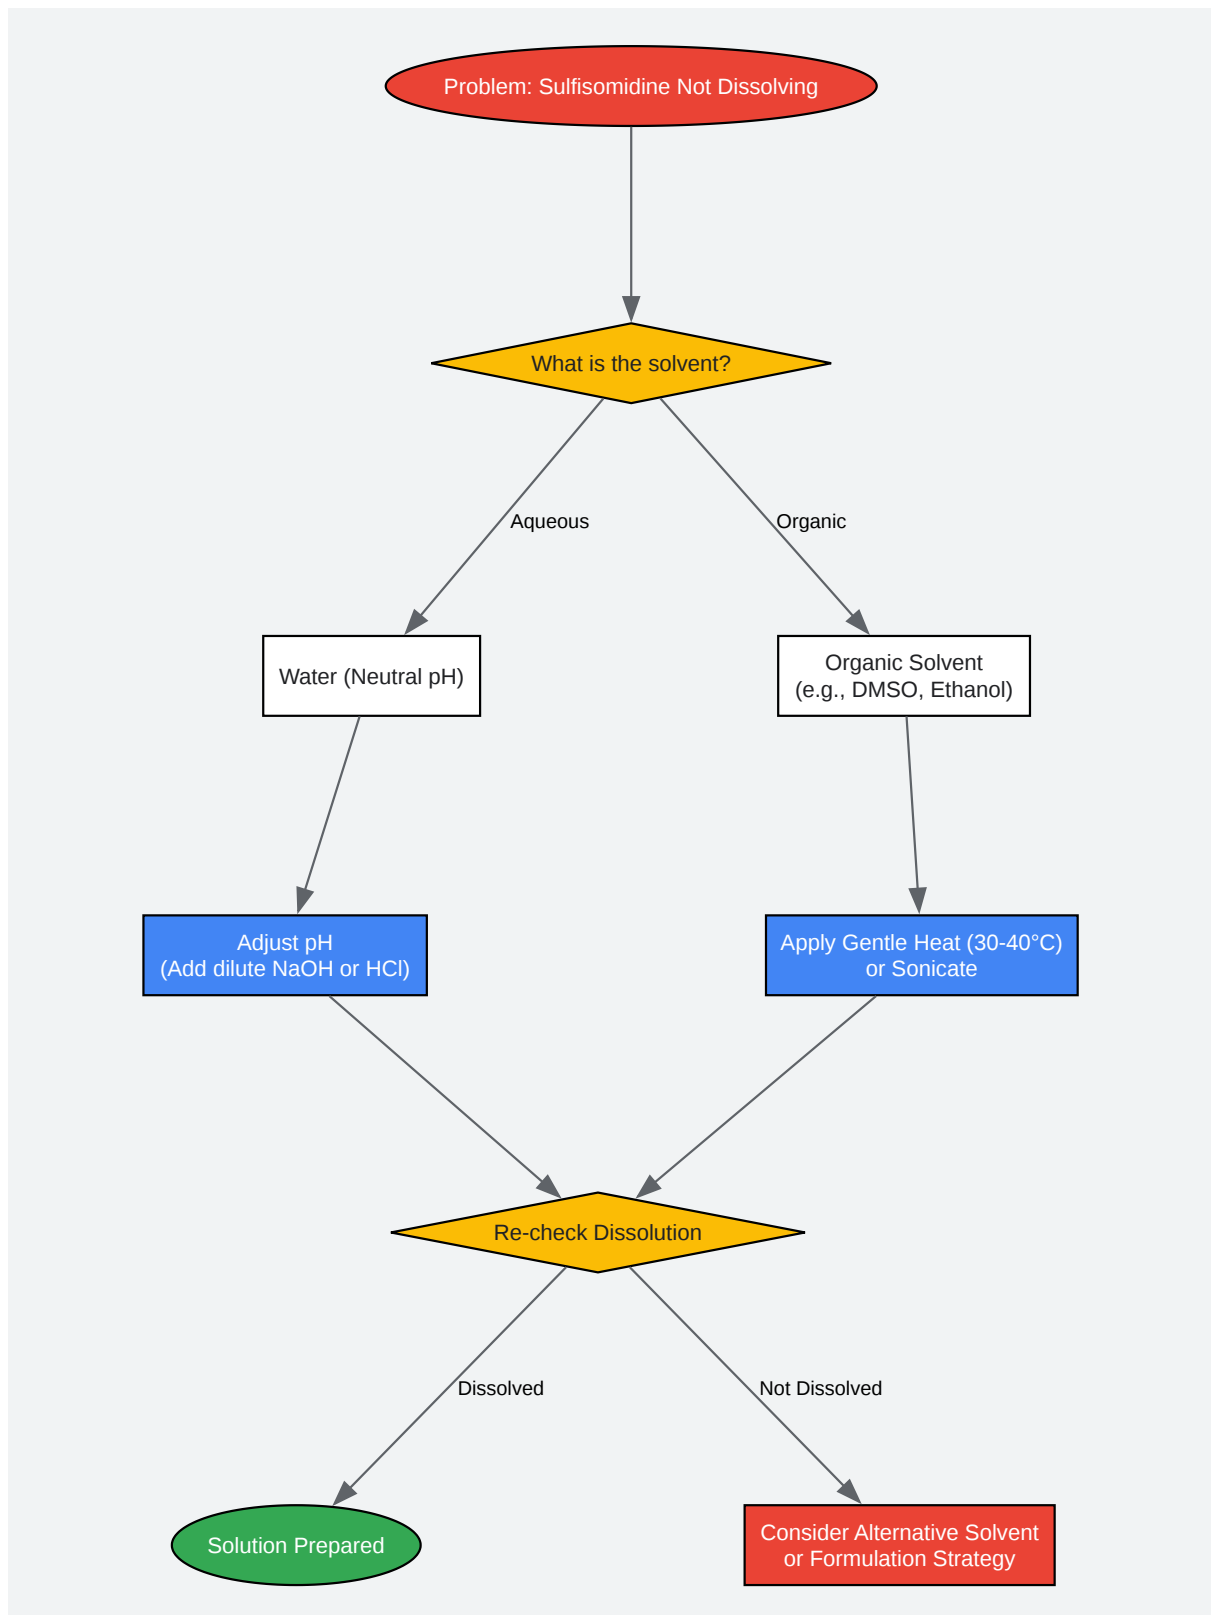 Problem: Sulfisomidine Not Dissolving
What is the solvent?
Aqueous
Organic
Water (Neutral pH)
Organic Solvent
(e.g., DMSO, Ethanol)
Adjust pH
(Add dilute NaOH or HCl)
Apply Gentle Heat (30-40°C)
or Sonicate
Re-check Dissolution
Dissolved
Not Dissolved
Solution Prepared
Consider Alternative Solvent
or Formulation Strategy